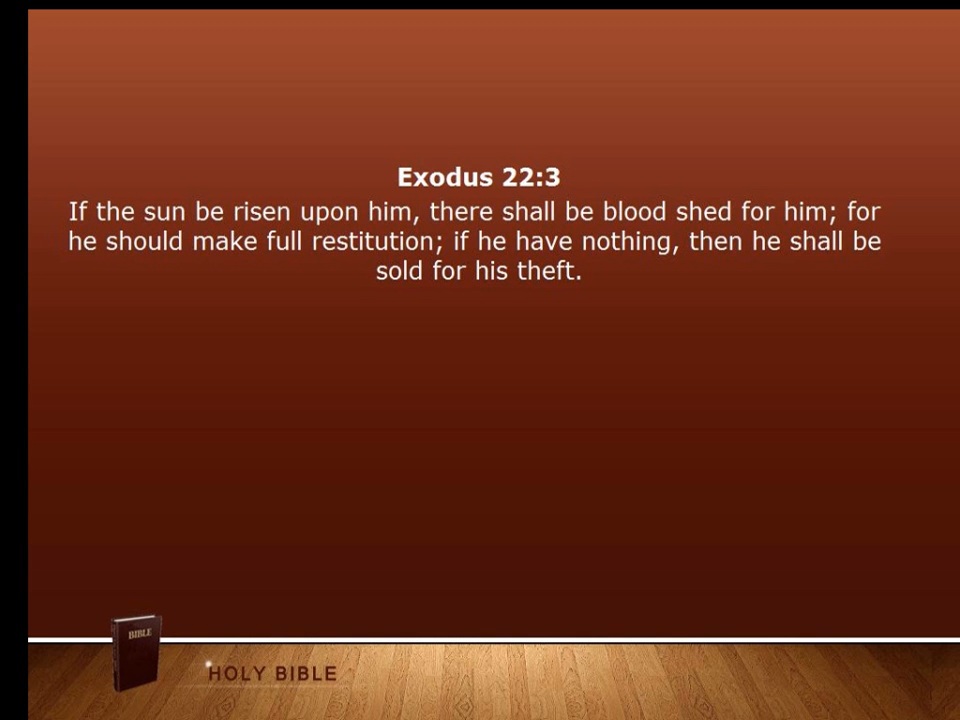 Exodus 22:3
If the sun be risen upon him, there shall be blood shed for him; for
he should make full restitution; if he have nothing, then he shall be
sold for his theft.
BIBLE
HOLY BIBLE